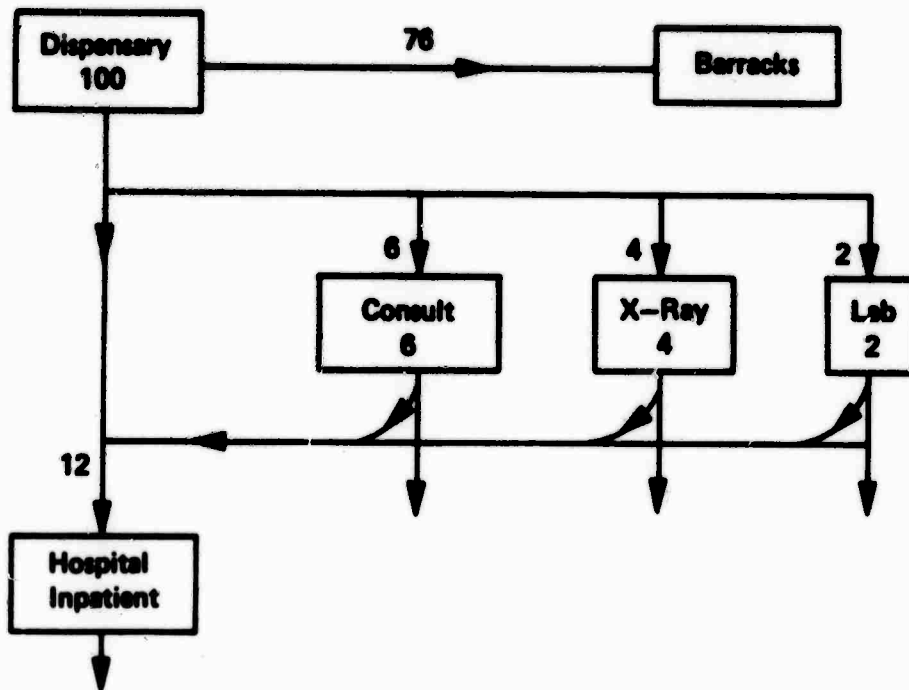 Dispensary
100
76
Barracks
6
4
2
Consult
6
X-Ray
4
Lab
2
12
Hospital
Inpatient